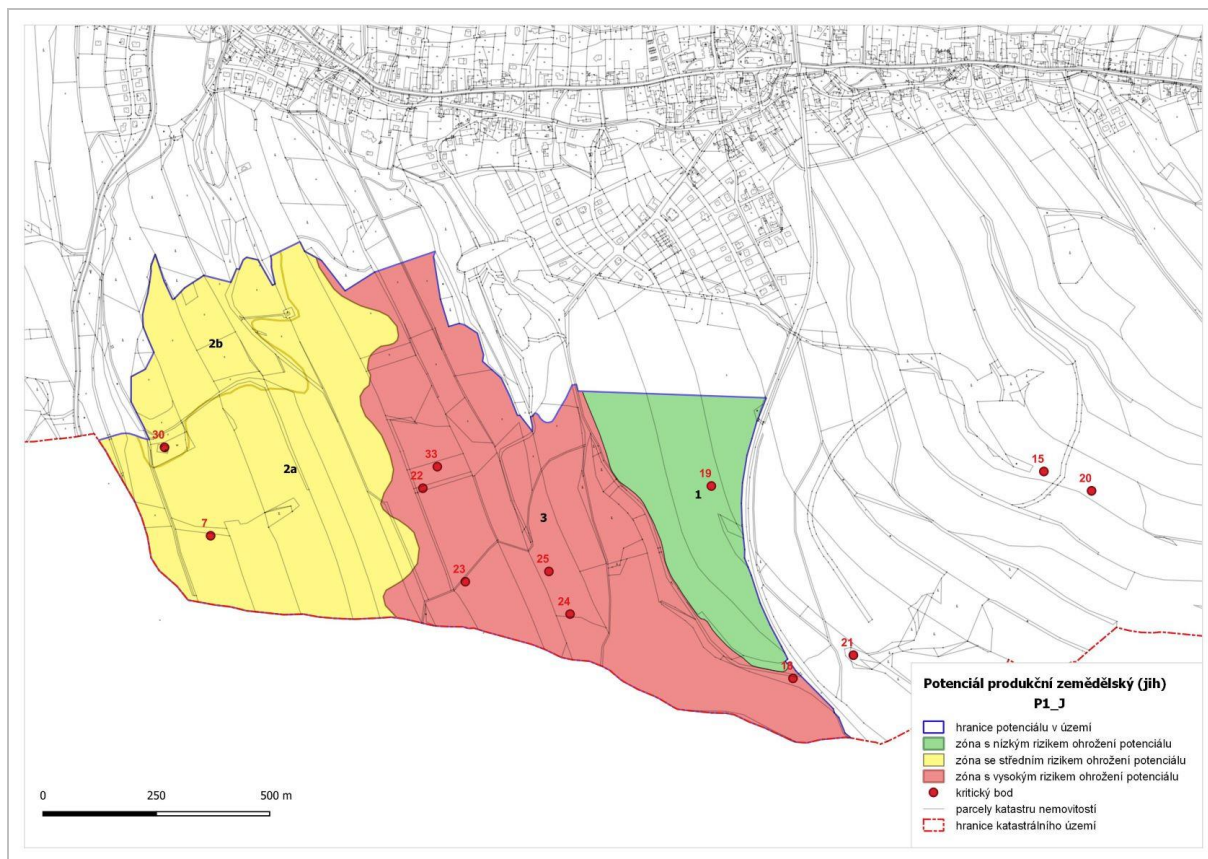 2b
30
2a
7
33
22
3
25
23
24
19
1
18
21
15
20
Potenciál produkční zemědělský (jih)
P1_J
hranice potenciálu v území
zóna s nízkým rizikem ohrožení potenciálu
zóna se středním rizikem ohrožení potenciálu
zóna s vysokým rizikem ohrožení potenciálu
kritický bod
parcely katastru nemovitostí
hranice katastrálního území
0 250 500 m